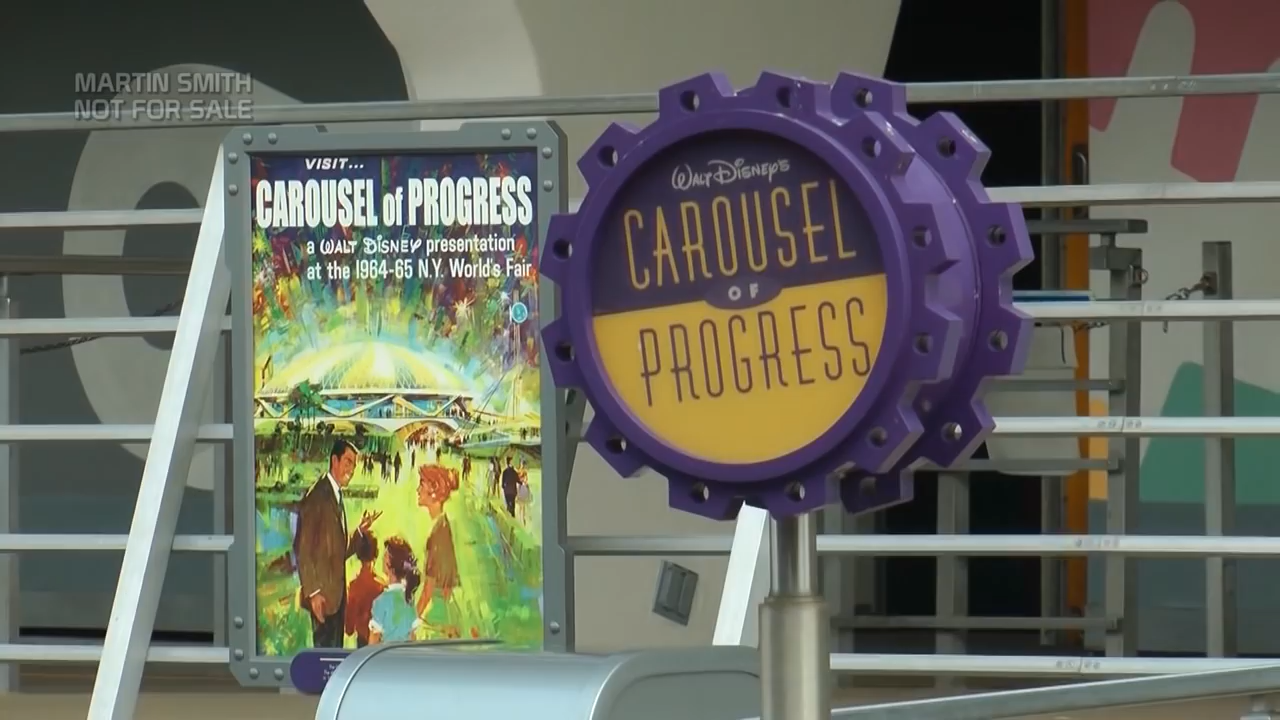 MARTIN SMITH
NOT FOR SALE
VISIT...
CAROUSEL of PROGRESS
a WALT DISNEY presentation
at the 1964-65 N.Y. World's Fair
WALT DISNEY'S
CAROUSEL
OF
PROGRESS